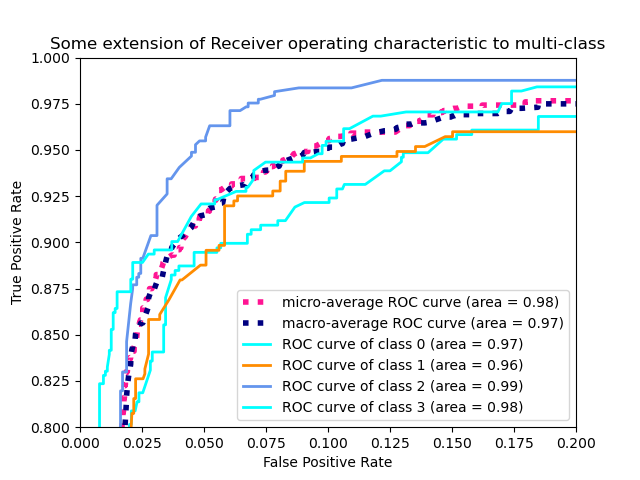 Some extension of Receiver operating characteristic to multi-class
True Positive Rate
1.000
0.975
0.950
0.925
0.900
0.875
0.850
0.825
0.800
micro-average ROC curve (area = 0.98)
macro-average ROC curve (area = 0.97)
ROC curve of class 0 (area = 0.97)
ROC curve of class 1 (area = 0.96)
ROC curve of class 2 (area = 0.99)
ROC curve of class 3 (area = 0.98)
0.000 0.025 0.050 0.075 0.100 0.125 0.150 0.175 0.200
False Positive Rate